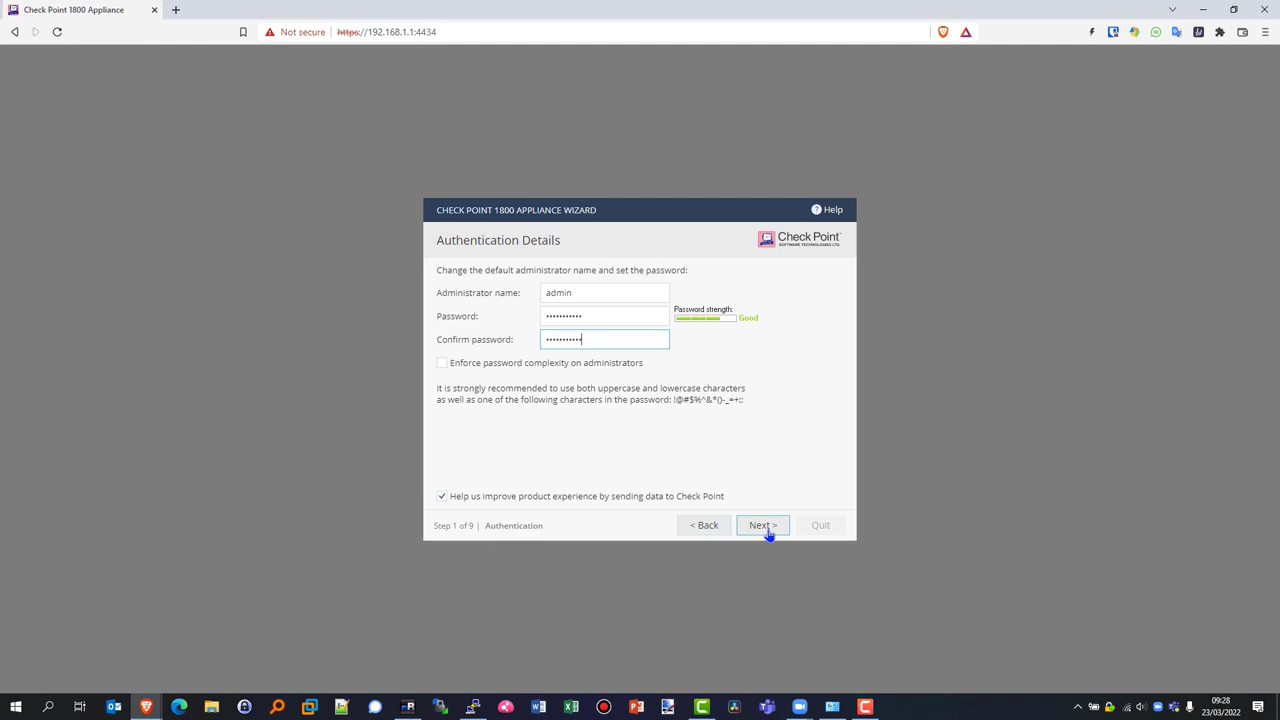 Check Point 1800 Appliance
Not secure https://192.168.1.1:4434
CHECK POINT 1800 APPLIANCE WIZARD
Help
Authentication Details
Check Point
SOFTWARE TECHNOLOGIES LTD.
Change the default administrator name and set the password:
Administrator name: admin
Password: •••••••••••
Password strength:
Good
Confirm password: •••••••••••
Enforce password complexity on administrators
It is strongly recommended to use both uppercase and lowercase characters
as well as one of the following characters in the password: !@#$%^&*()-_=+:;
Help us improve product experience by sending data to Check Point
Step 1 of 9 | Authentication
< Back
Next >
Quit
09:28
23/03/2022